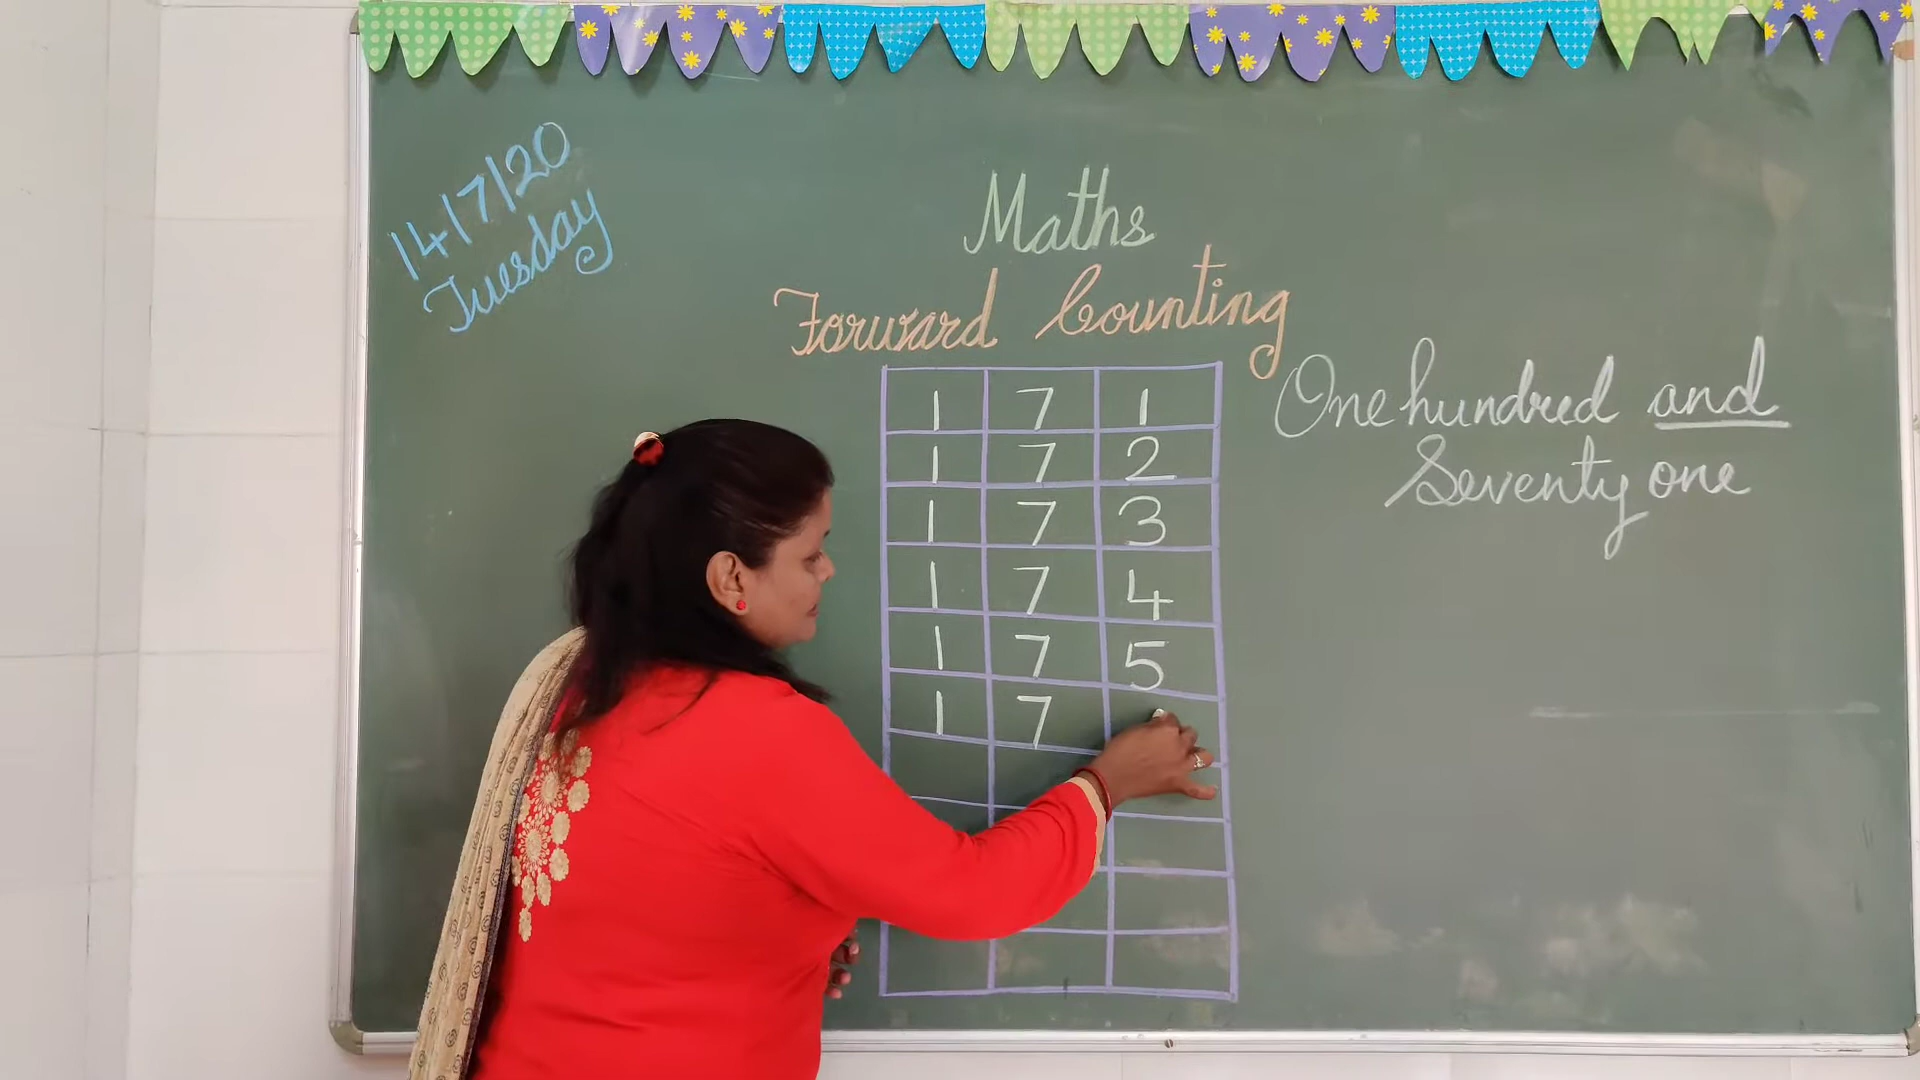 14/7/20
Tuesday
Maths
Forward Counting
1 7 1
1 7 2
1 7 3
1 7 4
1 7 5
1 7
One hundred and
Seventy one